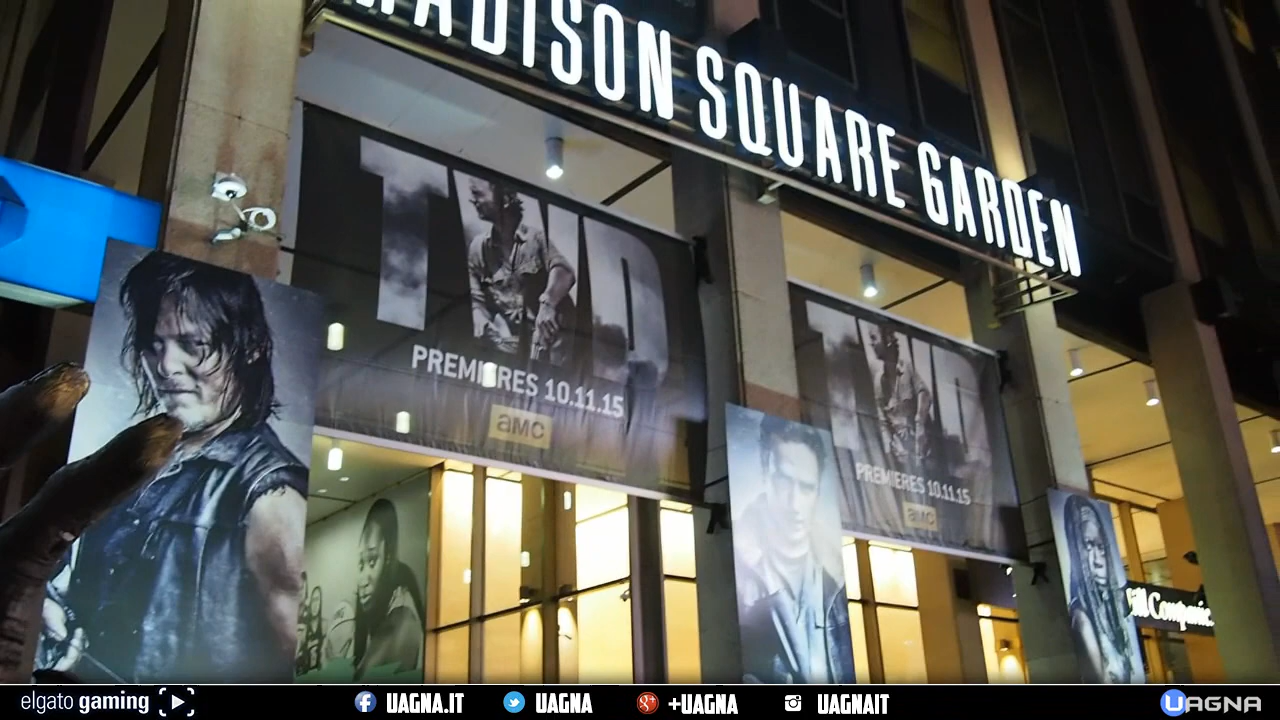 MADISON SQUARE GARDEN
TWD
PREMIERES 10.11.15
amc
TWD
PREMIERES 10.11.15
amc
elgato gaming
UAGNA.IT
UAGNA
+UAGNA
UAGNAIT
UAGNA